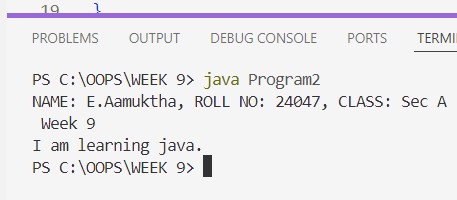 19 }
PROBLEMS OUTPUT DEBUG CONSOLE PORTS
PS C:\OOPS\WEEK 9> java Program2
NAME: E.Aamuktha, ROLL NO: 24047, CLASS: Sec A
Week 9
I am learning java.
PS C:\OOPS\WEEK 9>